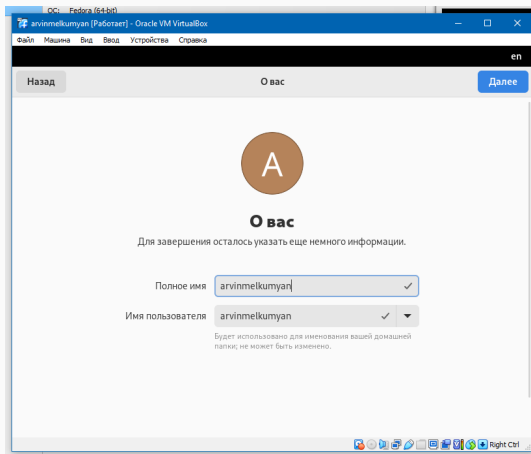 ОС: Fedora (64-bit)
arvinmelkumyan [Работает] - Oracle VM VirtualBox
Файл Машина Вид Ввод Устройства Справка
en
Назад О вас Далее
A
О вас
Для завершения осталось указать еще немного информации.
Полное имя arvinmelkumyan
Имя пользователя arvinmelkumyan
Будет использовано для именования вашей домашней
папки; не может быть изменено.
Right Ctrl